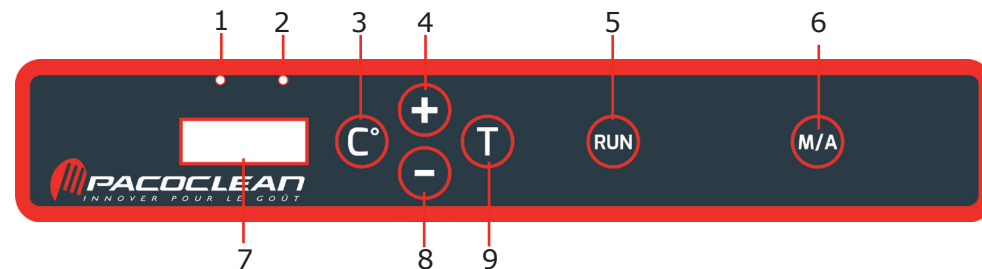 1 2 3 4 5 6
+
C° T RUN M/A
-
PACOCLEAN
INNOVER POUR LE GOÛT
7 8 9